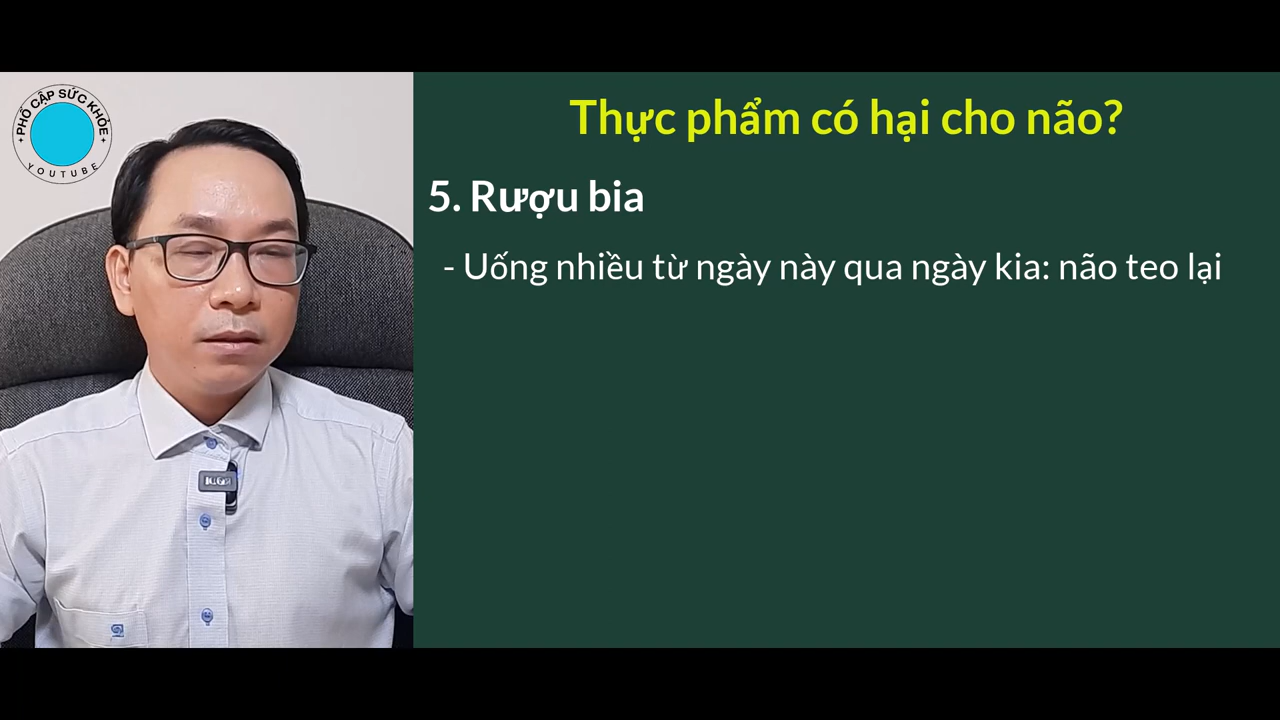 PHỔ CẬP SỨC KHỎE
YOUTUBE
Thực phẩm có hại cho não?
5. Rượu bia
- Uống nhiều từ ngày này qua ngày kia: não teo lại